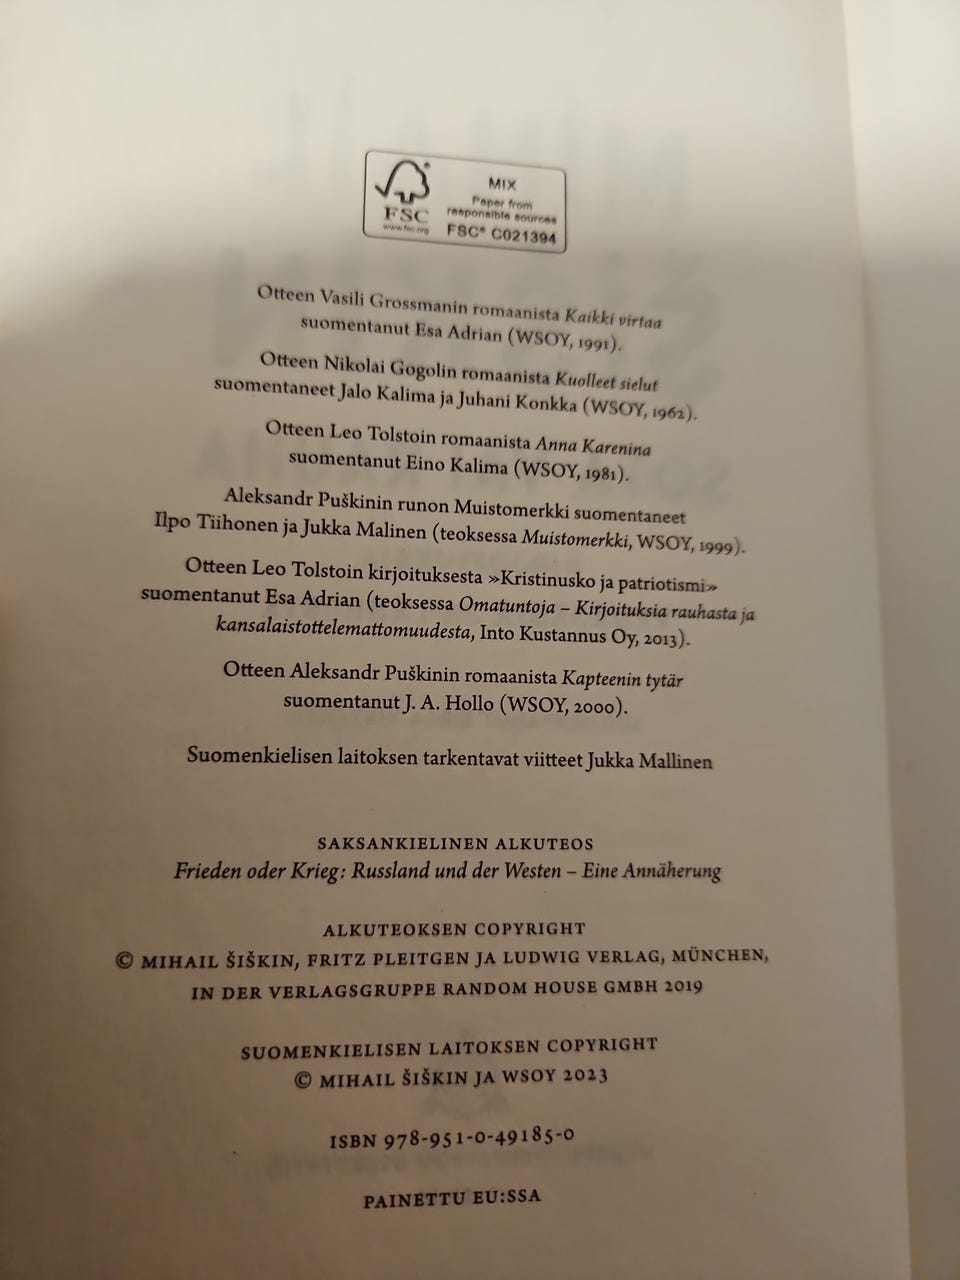 FSC®
www.fsc.org
MIX
Paper from
responsible sources
FSC® C021394
Otteen Vasili Grossmanin romaanista Kaikki virtaa
suomentanut Esa Adrian (WSOY, 1991).
Otteen Nikolai Gogolin romaanista Kuolleet sielut
suomentaneet Jalo Kalima ja Juhani Konkka (WSOY, 1962).
Otteen Leo Tolstoin romaanista Anna Karenina
suomentanut Eino Kalima (WSOY, 1981).
Aleksandr Puškinin runon Muistomerkki suomentaneet
Ilpo Tiihonen ja Jukka Malinen (teoksessa Muistomerkki, WSOY, 1999).
Otteen Leo Tolstoin kirjoituksesta »Kristinusko ja patriotismi»
suomentanut Esa Adrian (teoksessa Omatuntoja – Kirjoituksia rauhasta ja
kansalaistottelemattomuudesta, Into Kustannus Oy, 2013).
Otteen Aleksandr Puškinin romaanista Kapteenin tytär
suomentanut J. A. Hollo (WSOY, 2000).
Suomenkielisen laitoksen tarkentavat viitteet Jukka Mallinen
SAKSANKIELINEN ALKUTEOS
Frieden oder Krieg: Russland und der Westen – Eine Annäherung
ALKUTEOKSEN COPYRIGHT
© MIHAIL ŠIŠKIN, FRITZ PLEITGEN JA LUDWIG VERLAG, MÜNCHEN,
IN DER VERLAGSGRUPPE RANDOM HOUSE GMBH 2019
SUOMENKIELISEN LAITOKSEN COPYRIGHT
© MIHAIL ŠIŠKIN JA WSOY 2023
ISBN 978-951-0-49185-0
PAINETTU EU:SSA